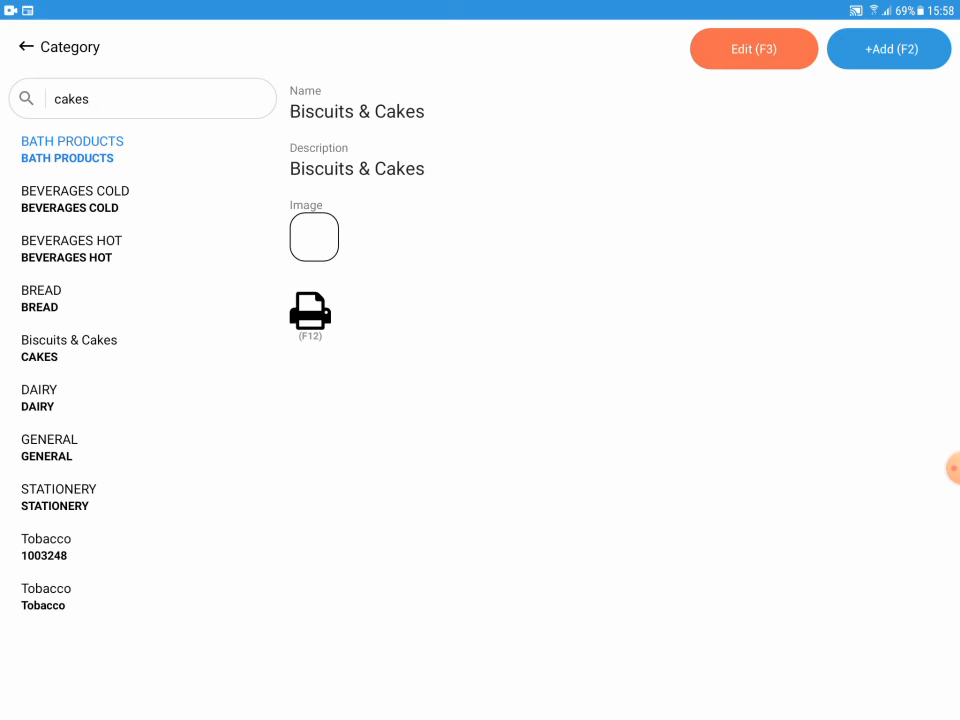 69% 15:58
Category
Edit (F3)
+Add (F2)
cakes
BATH PRODUCTS
BATH PRODUCTS
BEVERAGES COLD
BEVERAGES COLD
BEVERAGES HOT
BEVERAGES HOT
BREAD
BREAD
Biscuits & Cakes
CAKES
DAIRY
DAIRY
GENERAL
GENERAL
STATIONERY
STATIONERY
Tobacco
1003248
Tobacco
Tobacco
Name
Biscuits & Cakes
Description
Biscuits & Cakes
Image
(F12)